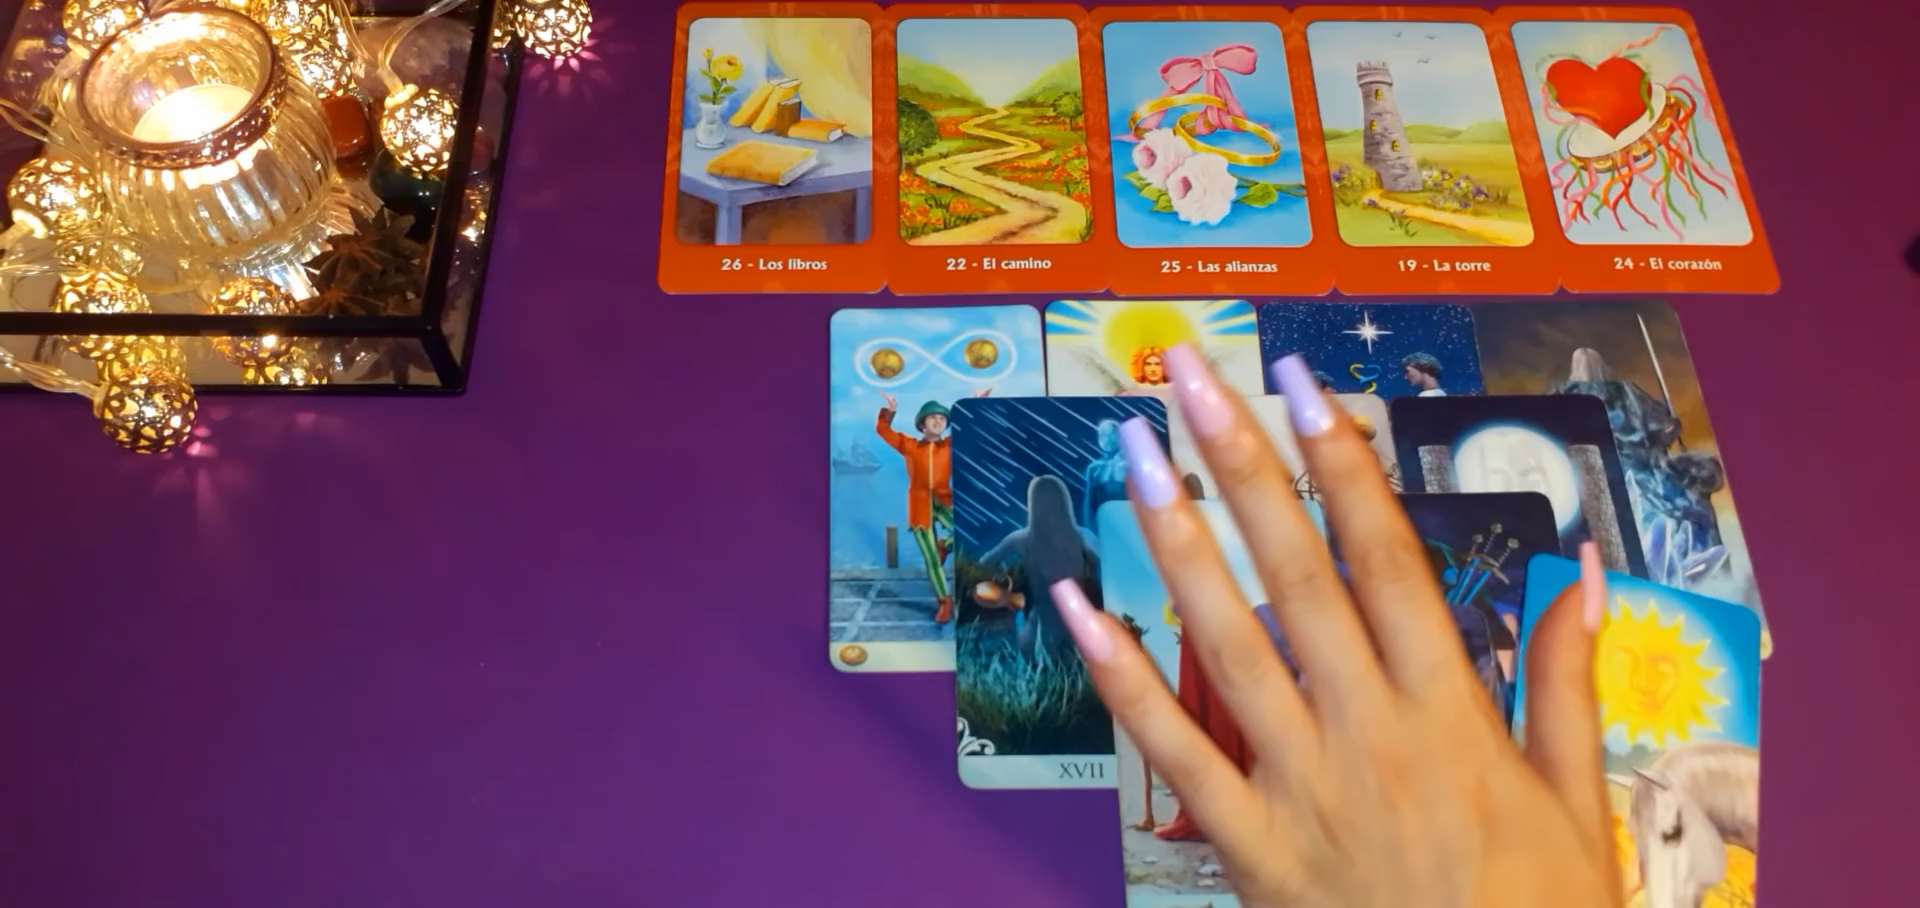 26 - Los libros
22 - El camino
25 - Las alianzas
19 - La torre
24 - El corazón
XVII